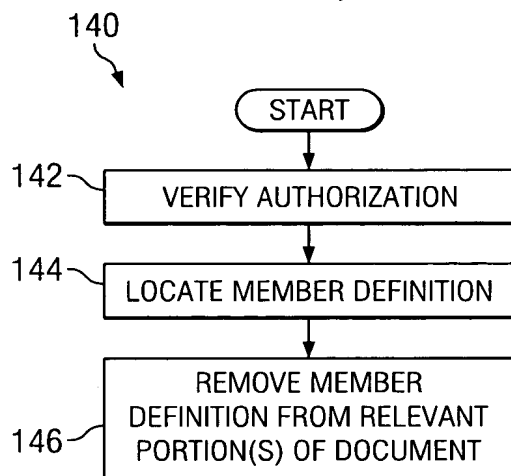 140
START
142
VERIFY AUTHORIZATION
144
LOCATE MEMBER DEFINITION
REMOVE MEMBER
DEFINITION FROM RELEVANT
146
PORTION(S) OF DOCUMENT